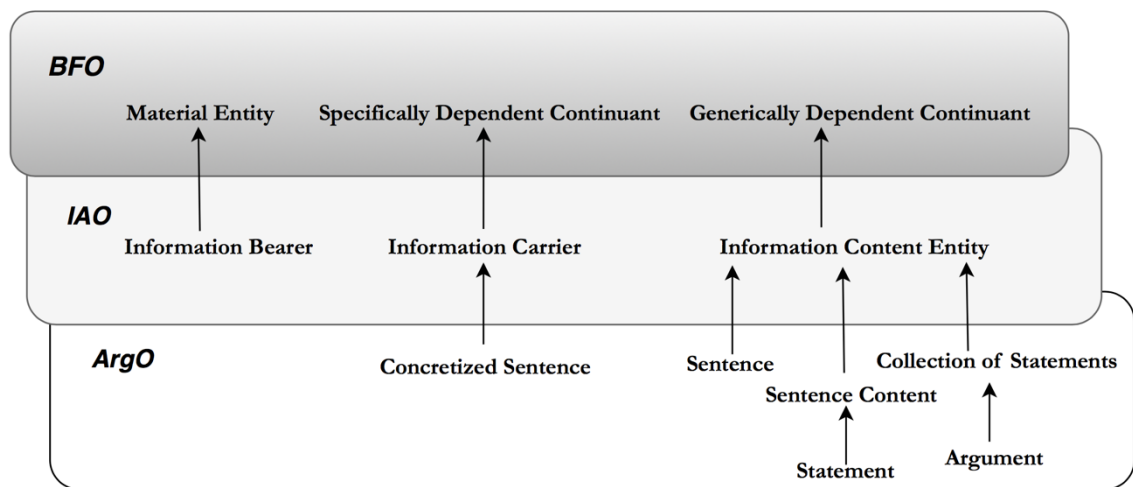 BFO
Material Entity Specifically Dependent Continuant Generically Dependent Continuant
IAO
Information Bearer Information Carrier Information Content Entity
ArgO
Concretized Sentence Sentence Collection of Statements
Sentence Content
Statement Argument